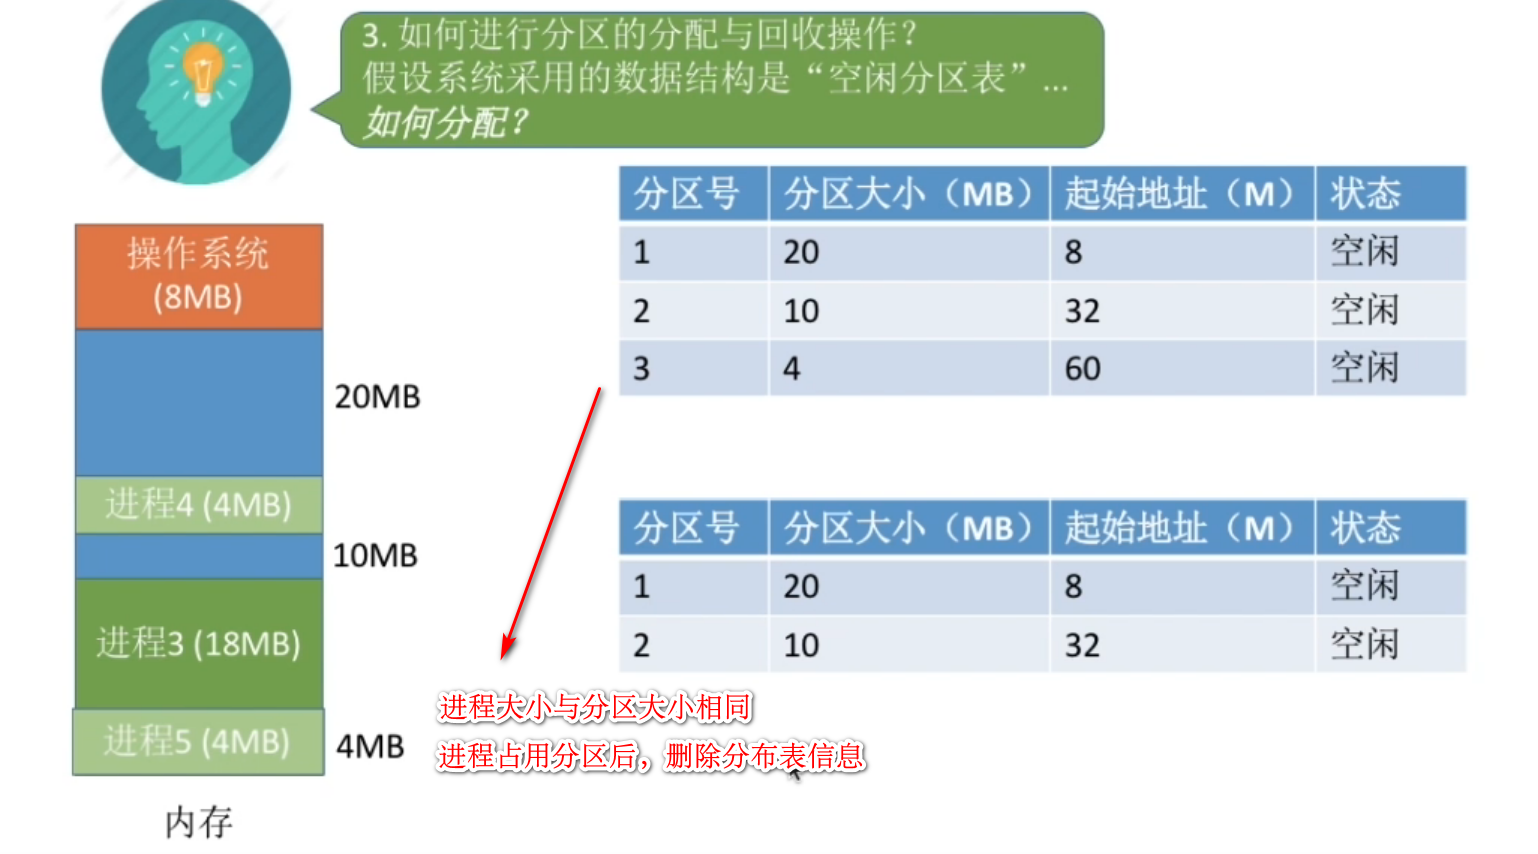 3. 如何进行分区的分配与回收操作？
假设系统采用的数据结构是“空闲分区表”...
如何分配？
分区号 分区大小（MB） 起始地址（M） 状态
1 20 8 空闲
2 10 32 空闲
3 4 60 空闲
操作系统
(8MB)
20MB
进程4 (4MB)
10MB
进程3 (18MB)
进程5 (4MB)
4MB
内存
分区号 分区大小（MB） 起始地址（M） 状态
1 20 8 空闲
2 10 32 空闲
进程大小与分区大小相同
进程占用分区后，删除分布表信息